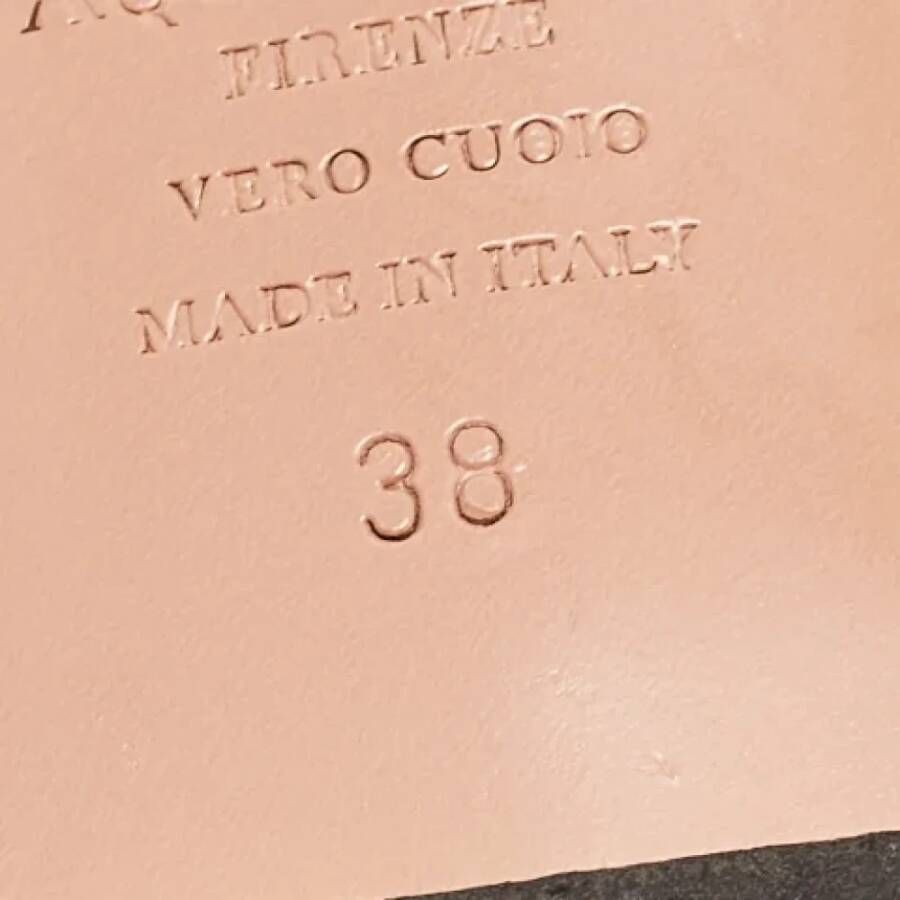 FIRENZE
VERO CUOIO
MADE IN ITALY
38